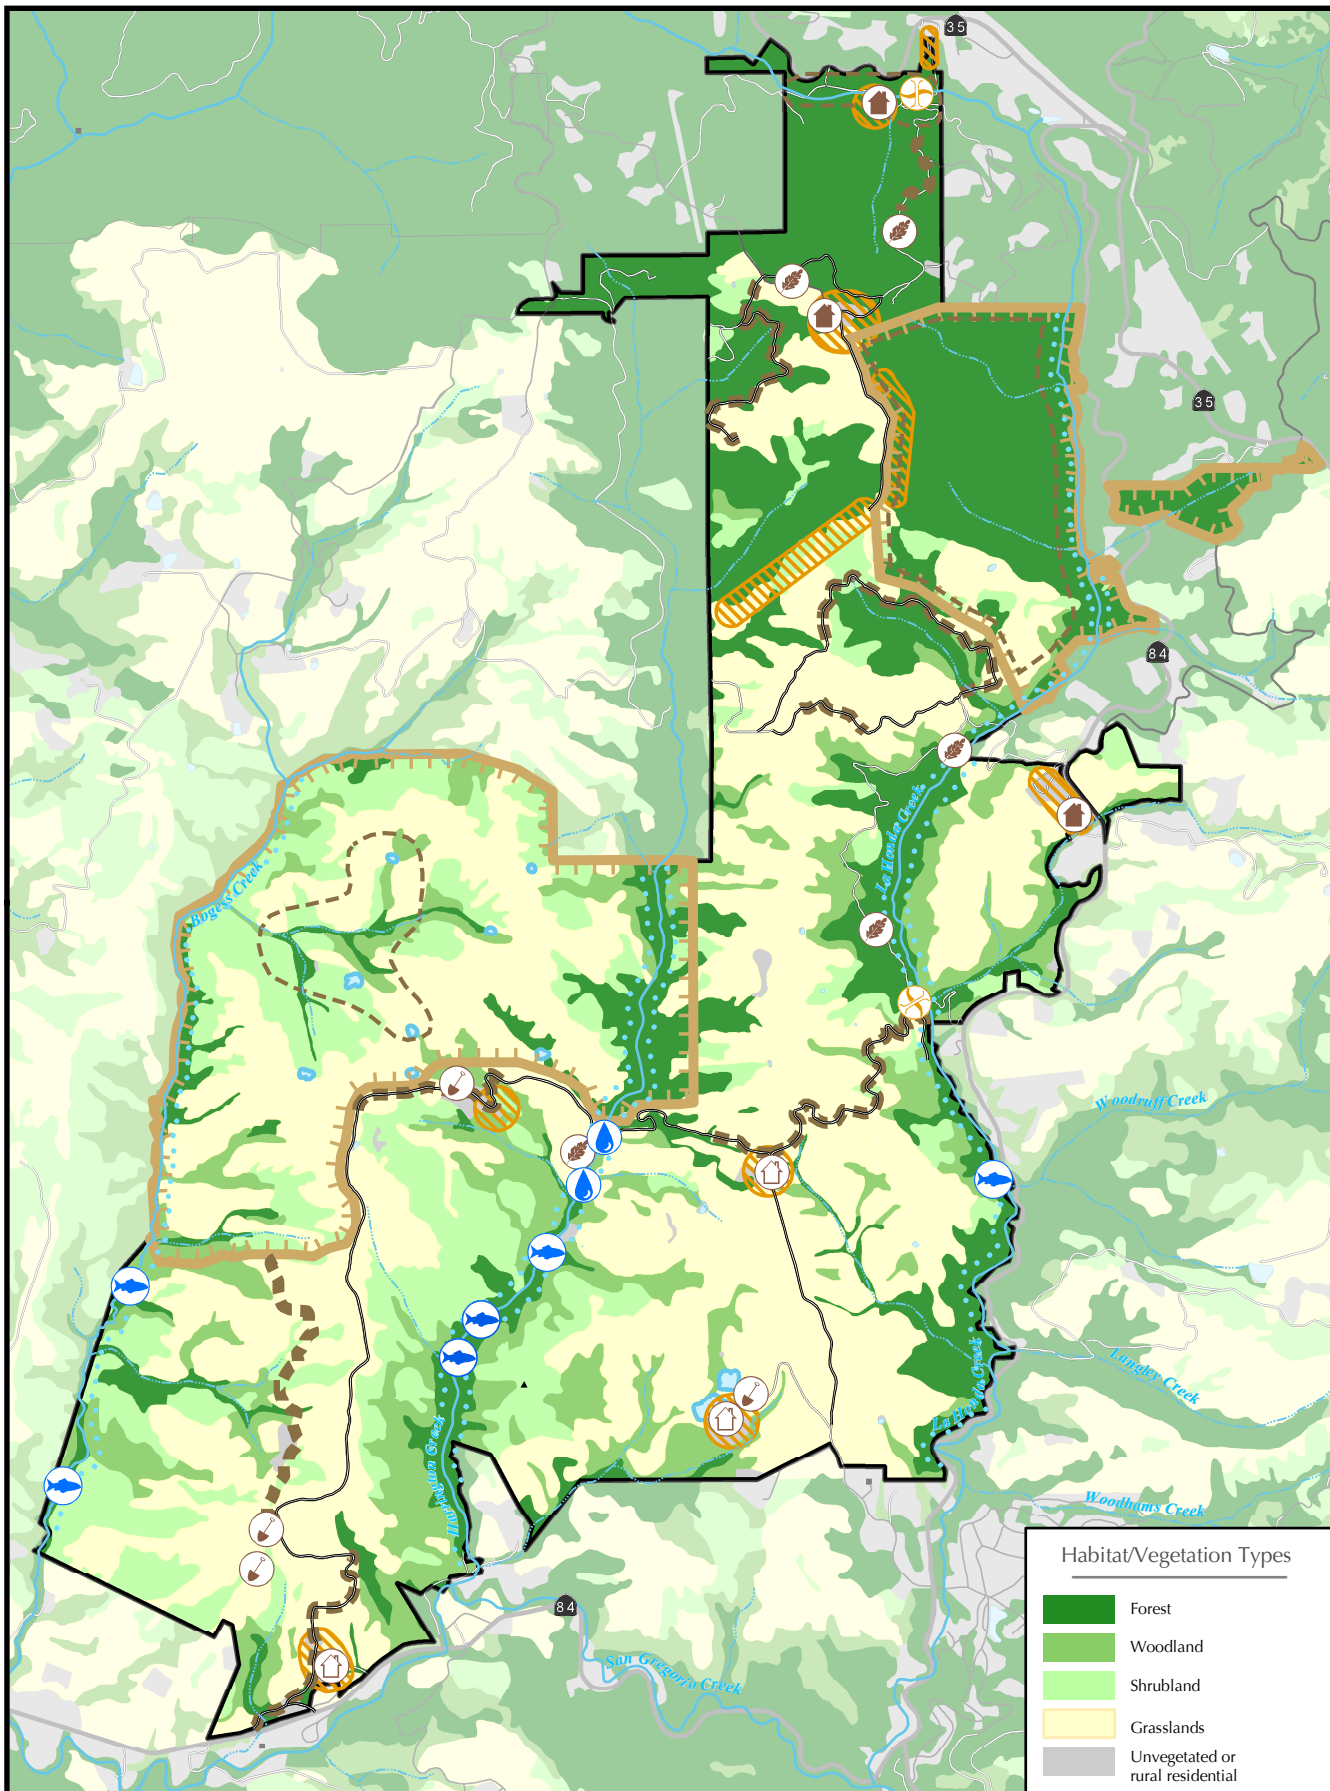 35
35
84
La Honda Creek
Bogess Creek
Woodruff Creek
Langley Creek
La Honda Creek
Harrington Creek
Woodhams Creek
84
San Gregorio Creek
Habitat/Vegetation Types
Forest
Woodland
Shrubland
Grasslands
Unvegetated or
rural residential